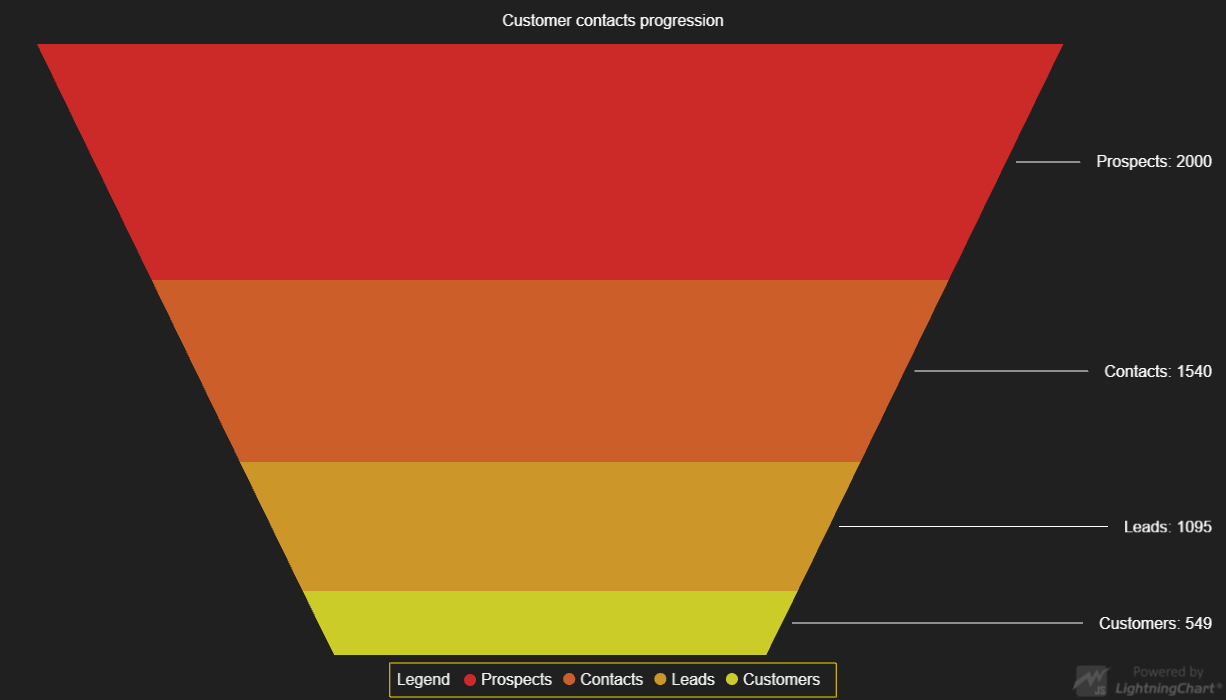 Customer contacts progression
Prospects: 2000
Contacts: 1540
Leads: 1095
Customers: 549
Legend Prospects Contacts Leads Customers
Powered by
JS LightningChart®